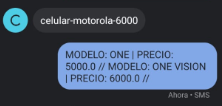 C
celular-motorola-6000
MODELO: ONE | PRECIO:
5000.0 // MODELO: ONE VISION
| PRECIO: 6000.0 //
Ahora • SMS